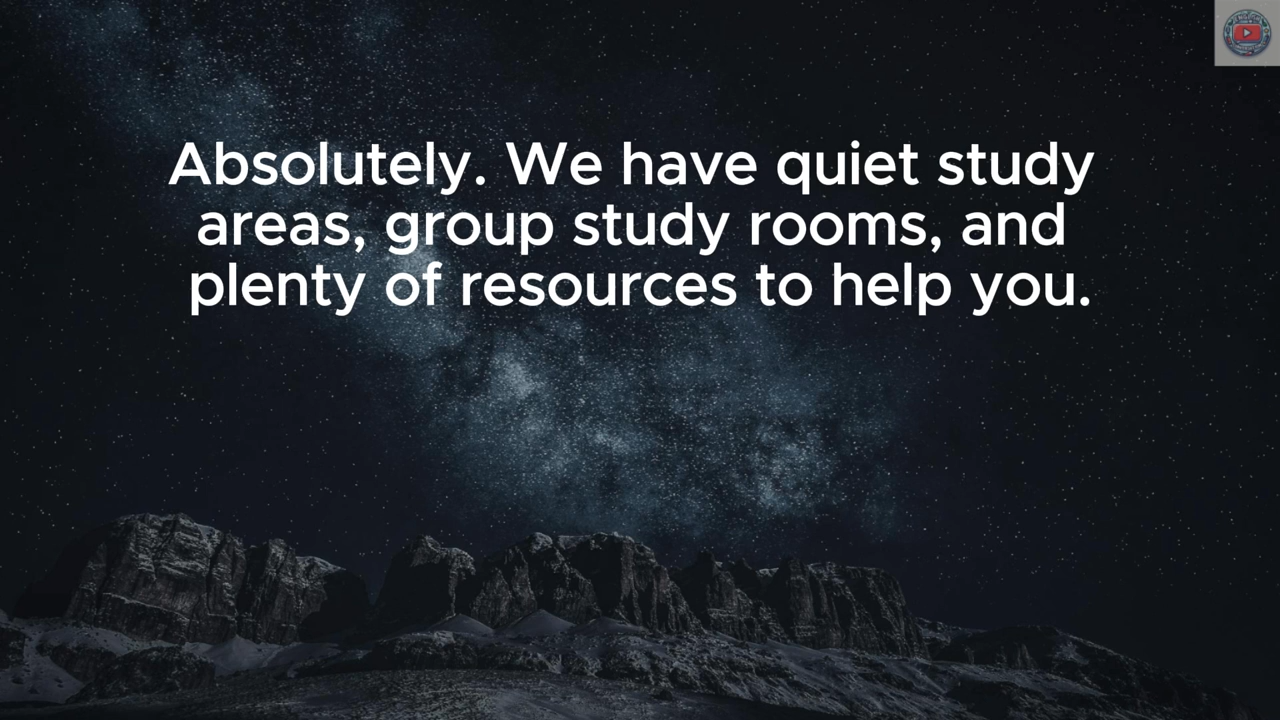 Absolutely. We have quiet study
areas, group study rooms, and
plenty of resources to help you.